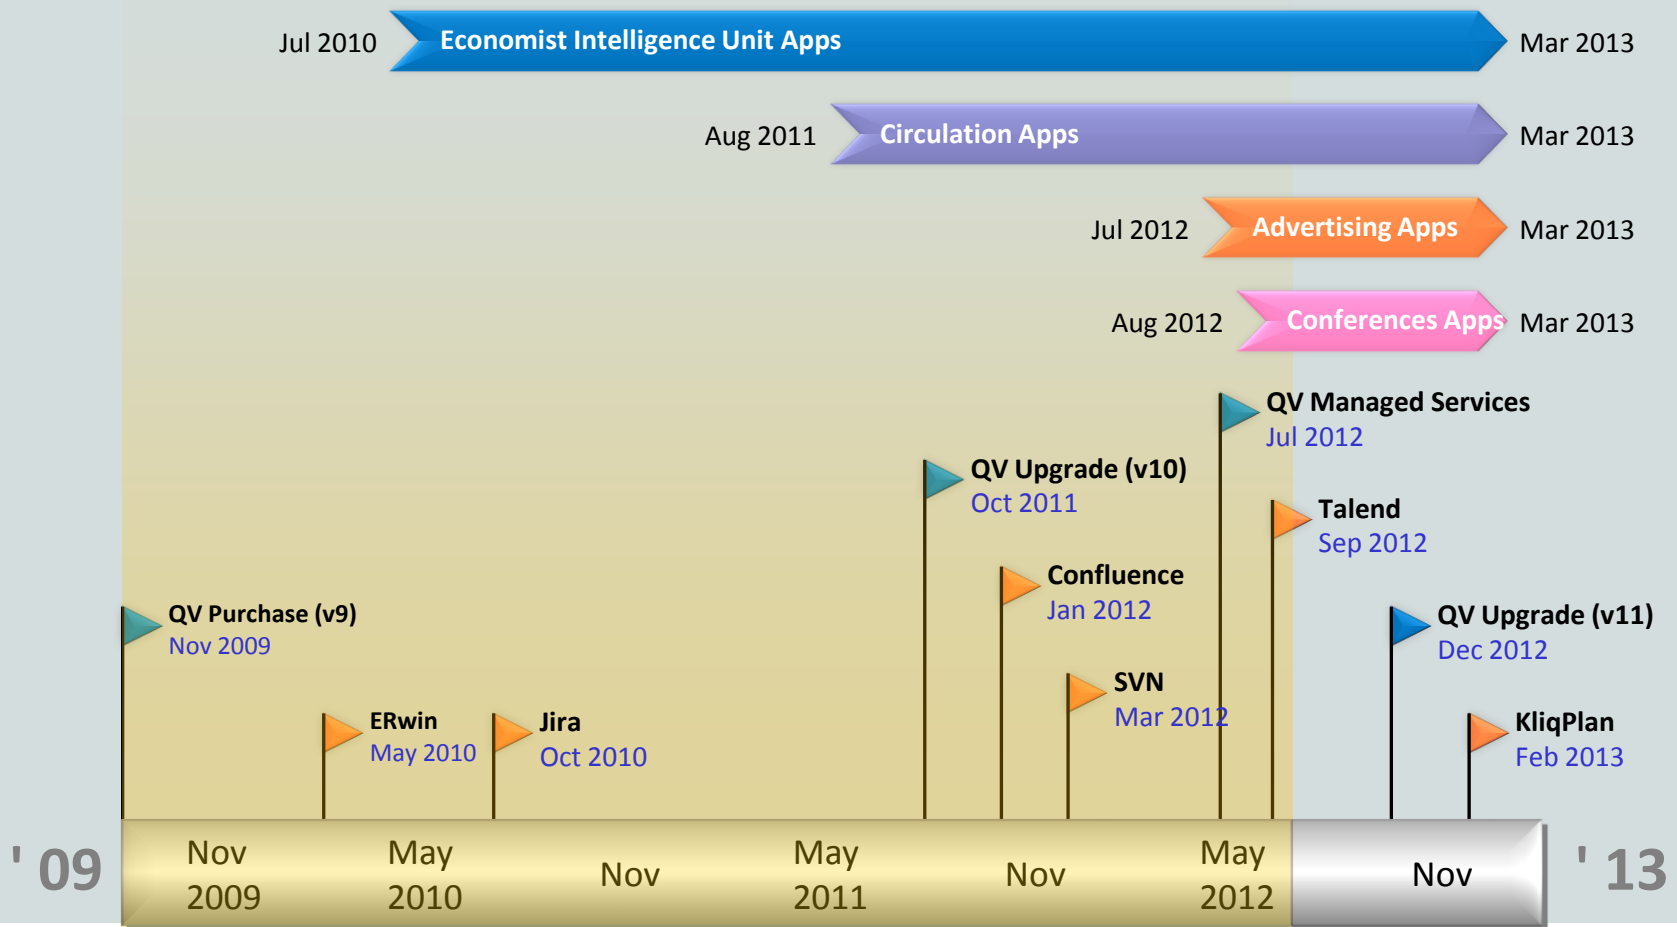 Jul 2010 Economist Intelligence Unit Apps Mar 2013
Aug 2011 Circulation Apps Mar 2013
Jul 2012 Advertising Apps Mar 2013
Aug 2012 Conferences Apps Mar 2013
QV Managed Services
Jul 2012
QV Upgrade (v10)
Oct 2011
Talend
Sep 2012
Confluence
Jan 2012
QV Purchase (v9)
Nov 2009
QV Upgrade (v11)
Dec 2012
SVN
Mar 2012
ERwin
May 2010
Jira
Oct 2010
KliqPlan
Feb 2013
' 09
Nov
2009
May
2010
Nov
May
2011
Nov
May
2012
Nov
' 13